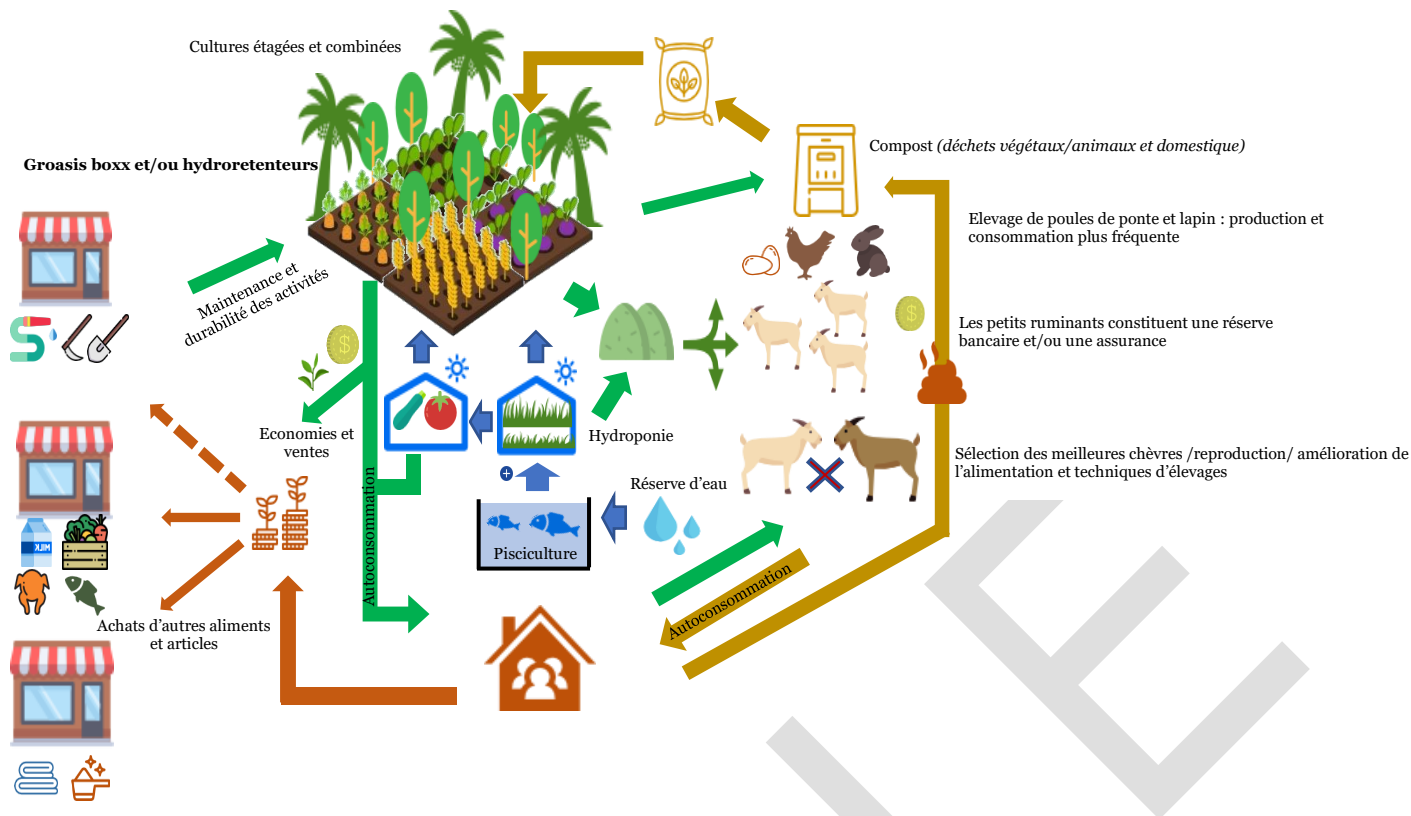 Cultures étagées et combinées
Groasis boxx et/ou hydroretenteurs
Compost (déchets végétaux/animaux et domestique)
Elevage de poules de ponte et lapin : production et
consommation plus fréquente
Maintenance et
durabilité des activités
Les petits ruminants constituent une réserve
bancaire et/ou une assurance
Economies et
ventes
Hydroponie
Sélection des meilleures chèvres /reproduction/ amélioration de
l'alimentation et techniques d'élevages
Réserve d'eau
Autoconsommation
Pisciculture
MILK
Autoconsommation
Achats d'autres aliments
et articles
E